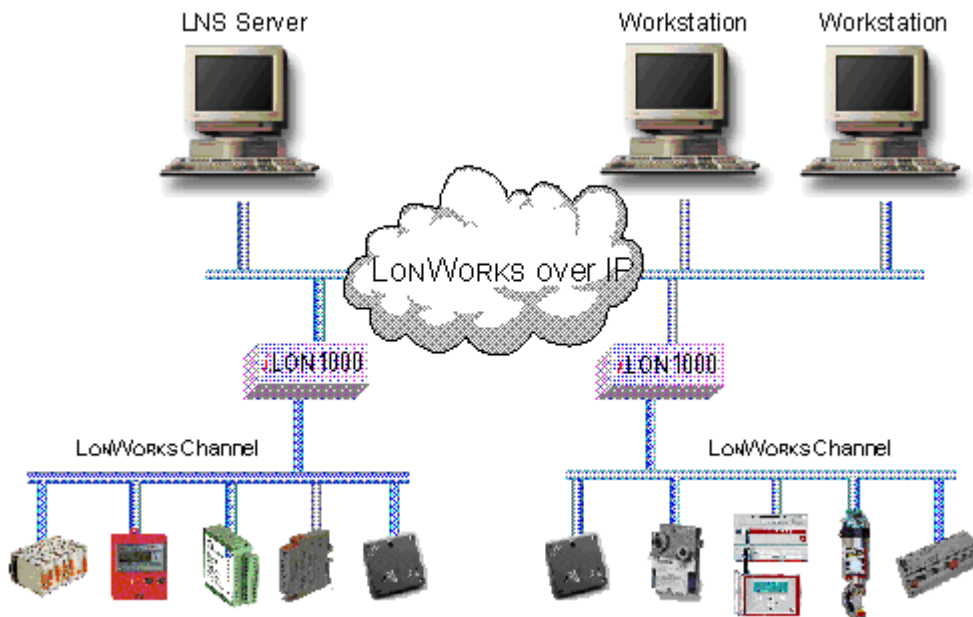 LNS Server
Workstation
Workstation
LONWORKS over IP
i.LON 1000
i.LON 1000
LONWORKS Channel
LONWORKS Channel